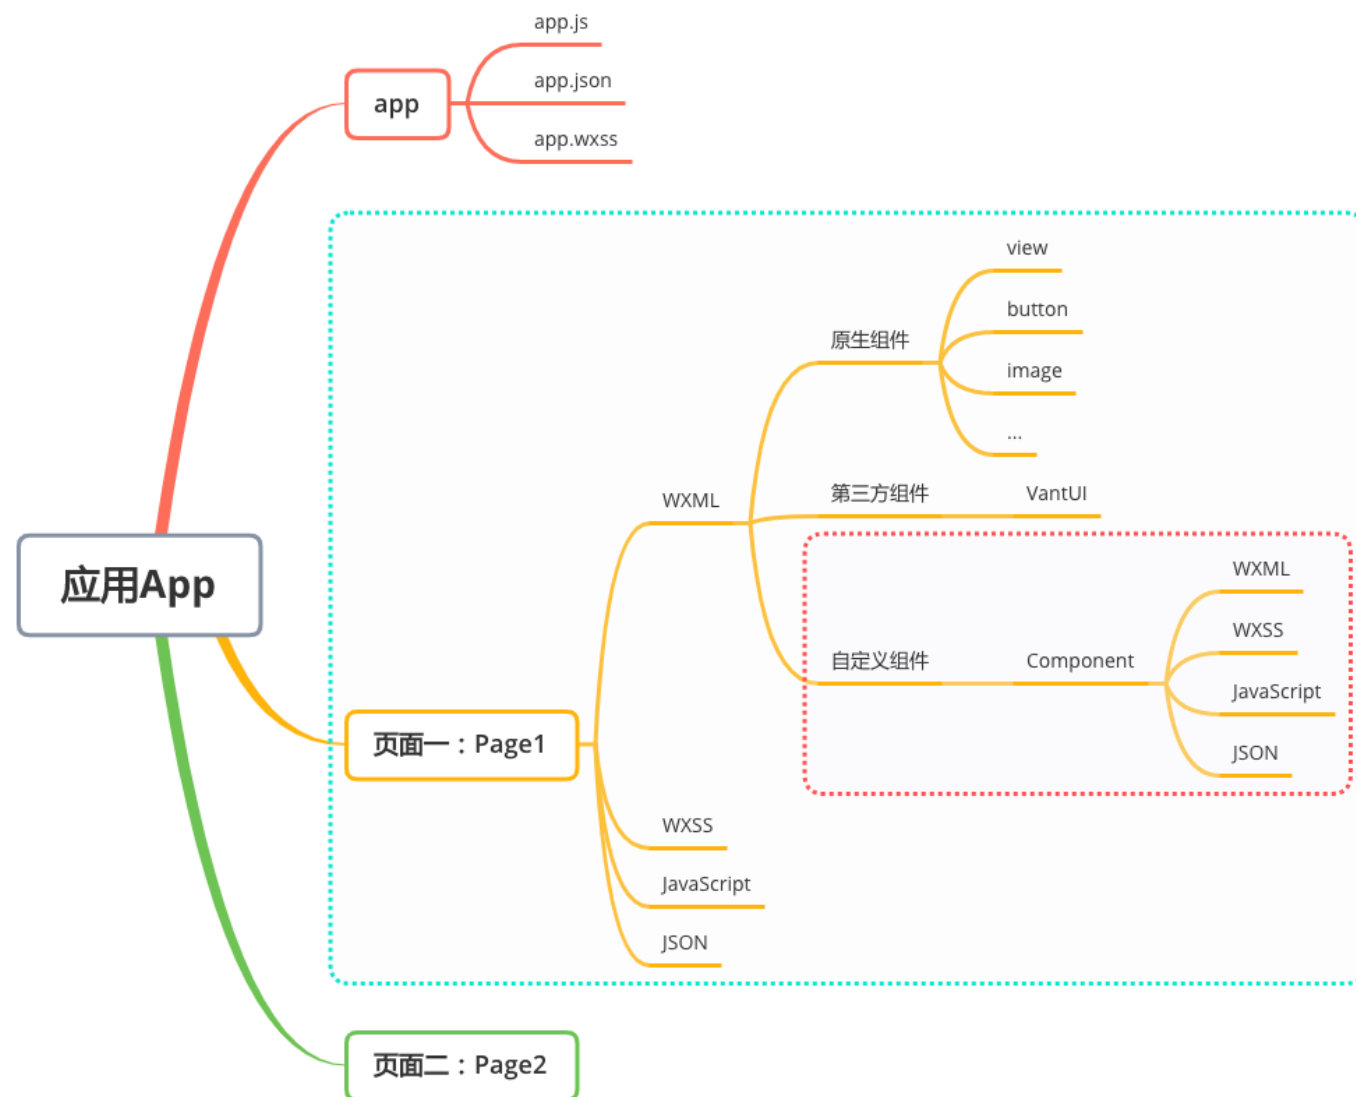 app.js
app.json
app.wxss
app
view
button
image
...
原生组件
第三方组件
VantUI
WXML
自定义组件
Component
WXML
WXSS
JavaScript
JSON
应用App
页面一：Page1
WXSS
JavaScript
JSON
页面二：Page2